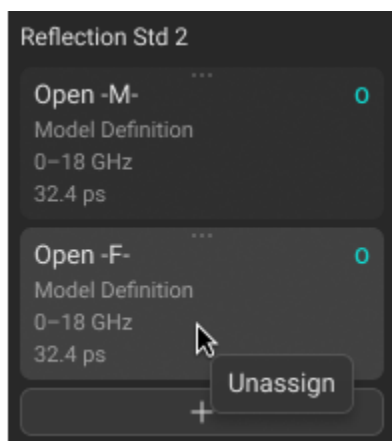 Reflection Std 2
Open -M- O
Model Definition
0–18 GHz
32.4 ps
Open -F- O
Model Definition
0–18 GHz
32.4 ps
Unassign
+